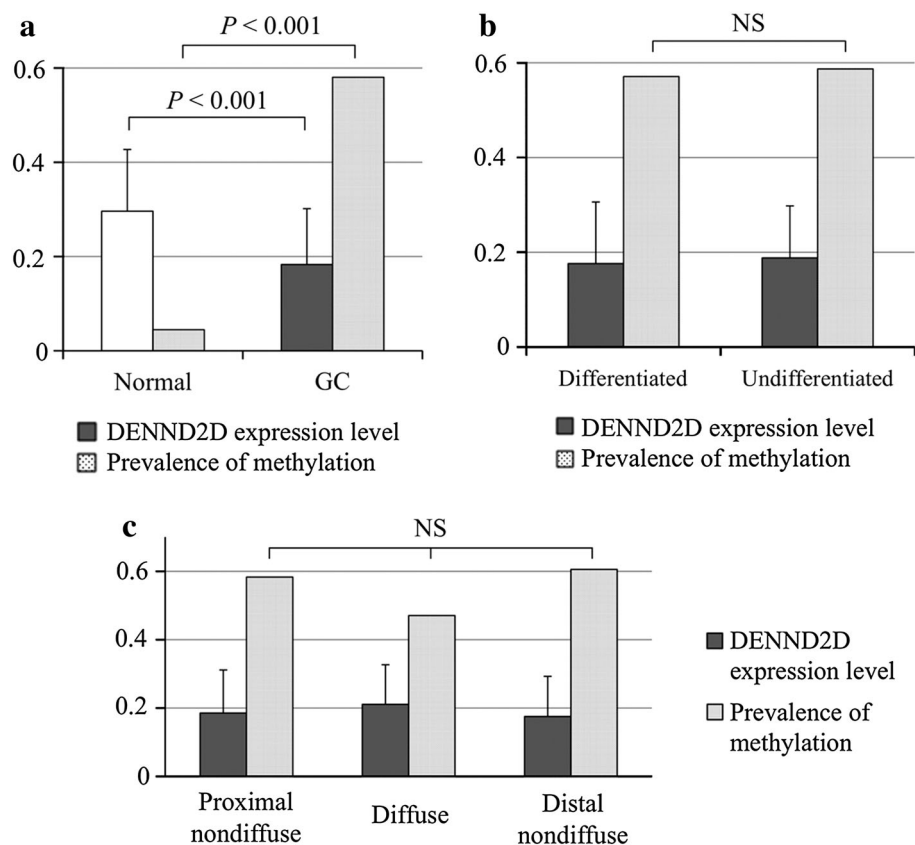 a
P < 0.001
P < 0.001
0.6
0.4
0.2
0
Normal GC
DENND2D expression level
Prevalence of methylation
b
NS
0.6
0.4
0.2
0
Differentiated Undifferentiated
DENND2D expression level
Prevalence of methylation
c
NS
0.6
0.4
0.2
0
Proximal
nondiffuse
Diffuse
Distal
nondiffuse
DENND2D
expression level
Prevalence of
methylation